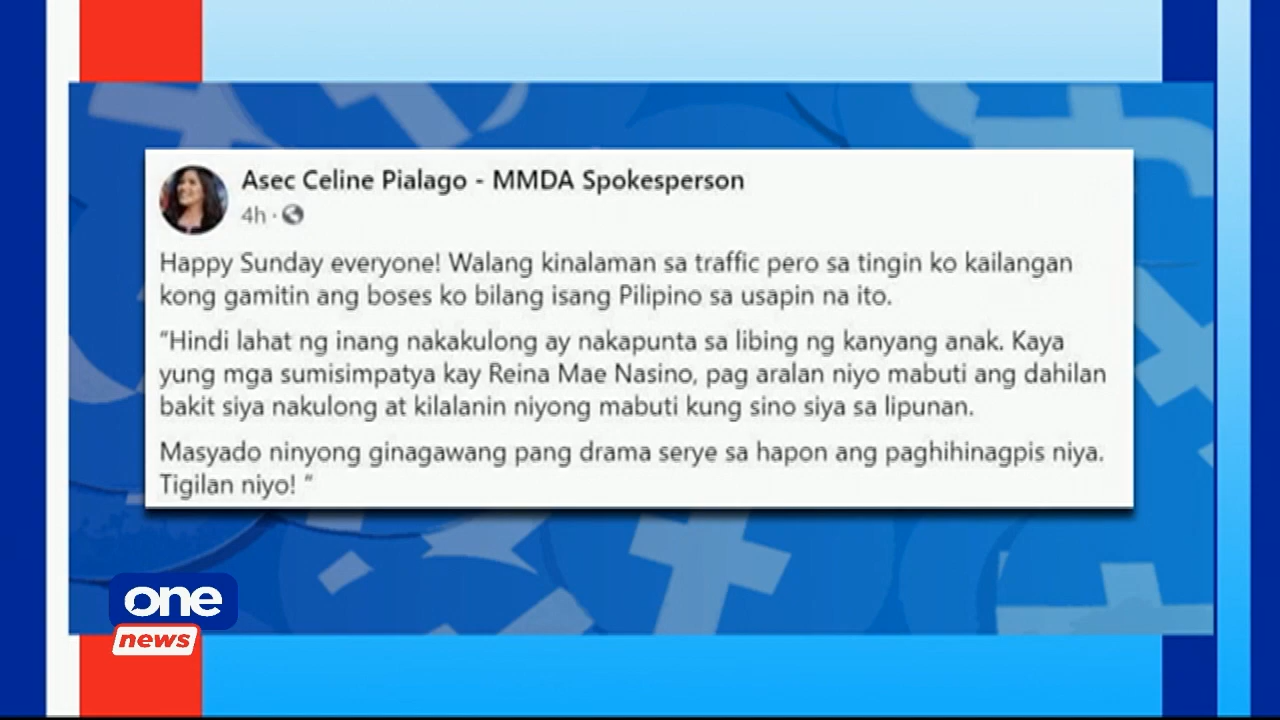 Asec Celine Pialago - MMDA Spokesperson
4h ·
Happy Sunday everyone! Walang kinalaman sa traffic pero sa tingin ko kailangan
kong gamitin ang boses ko bilang isang Pilipino sa usapin na ito.
“Hindi lahat ng inang nakakulong ay nakapunta sa libing ng kanyang anak. Kaya
yung mga sumisimpatya kay Reina Mae Nasino, pag aralan niyo mabuti ang dahilan
bakit siya nakulong at kilalanin niyong mabuti kung sino siya sa lipunan.
Masyado ninyong ginagawang pang drama serye sa hapon ang paghihinagpis niya.
Tigilan niyo! “
one
news